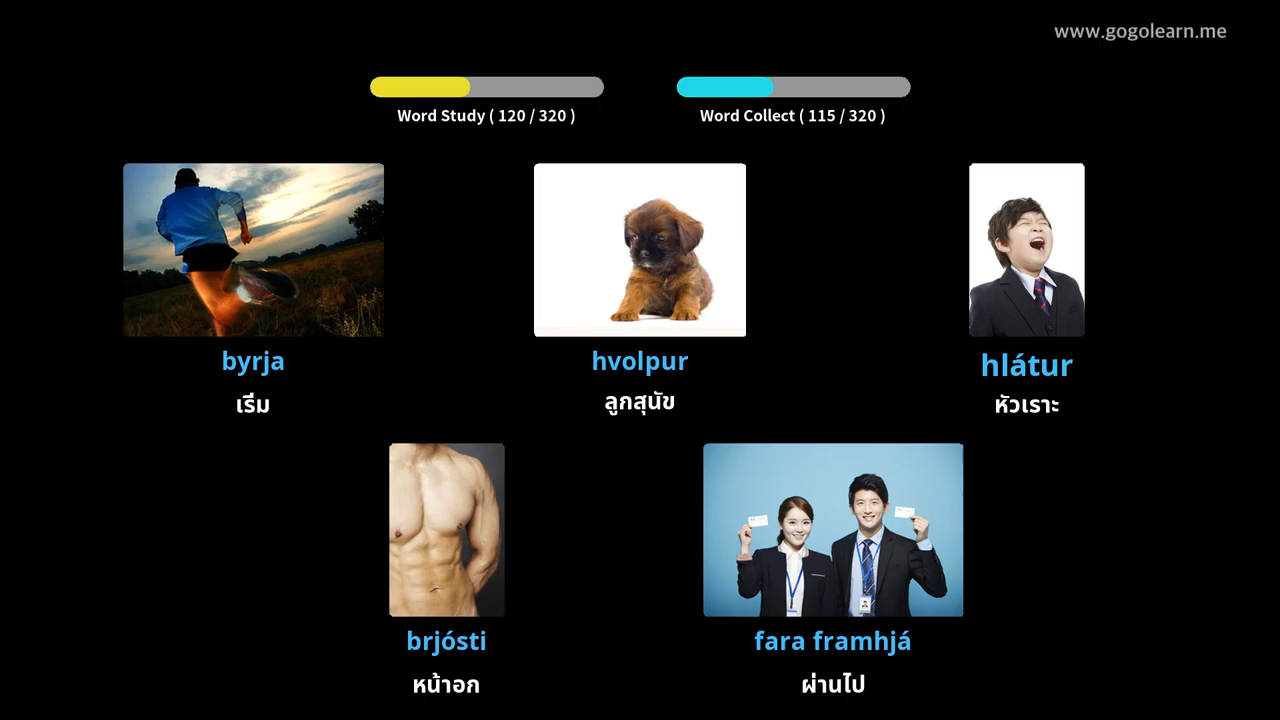 www.gogolearn.me
Word Study ( 120 / 320 )
Word Collect ( 115 / 320 )
byrja
hvolpur
hlátur
เริ่ม
ลูกสุนัข
หัวเราะ
brjósti
fara framhjá
หน้าอก
ผ่านไป